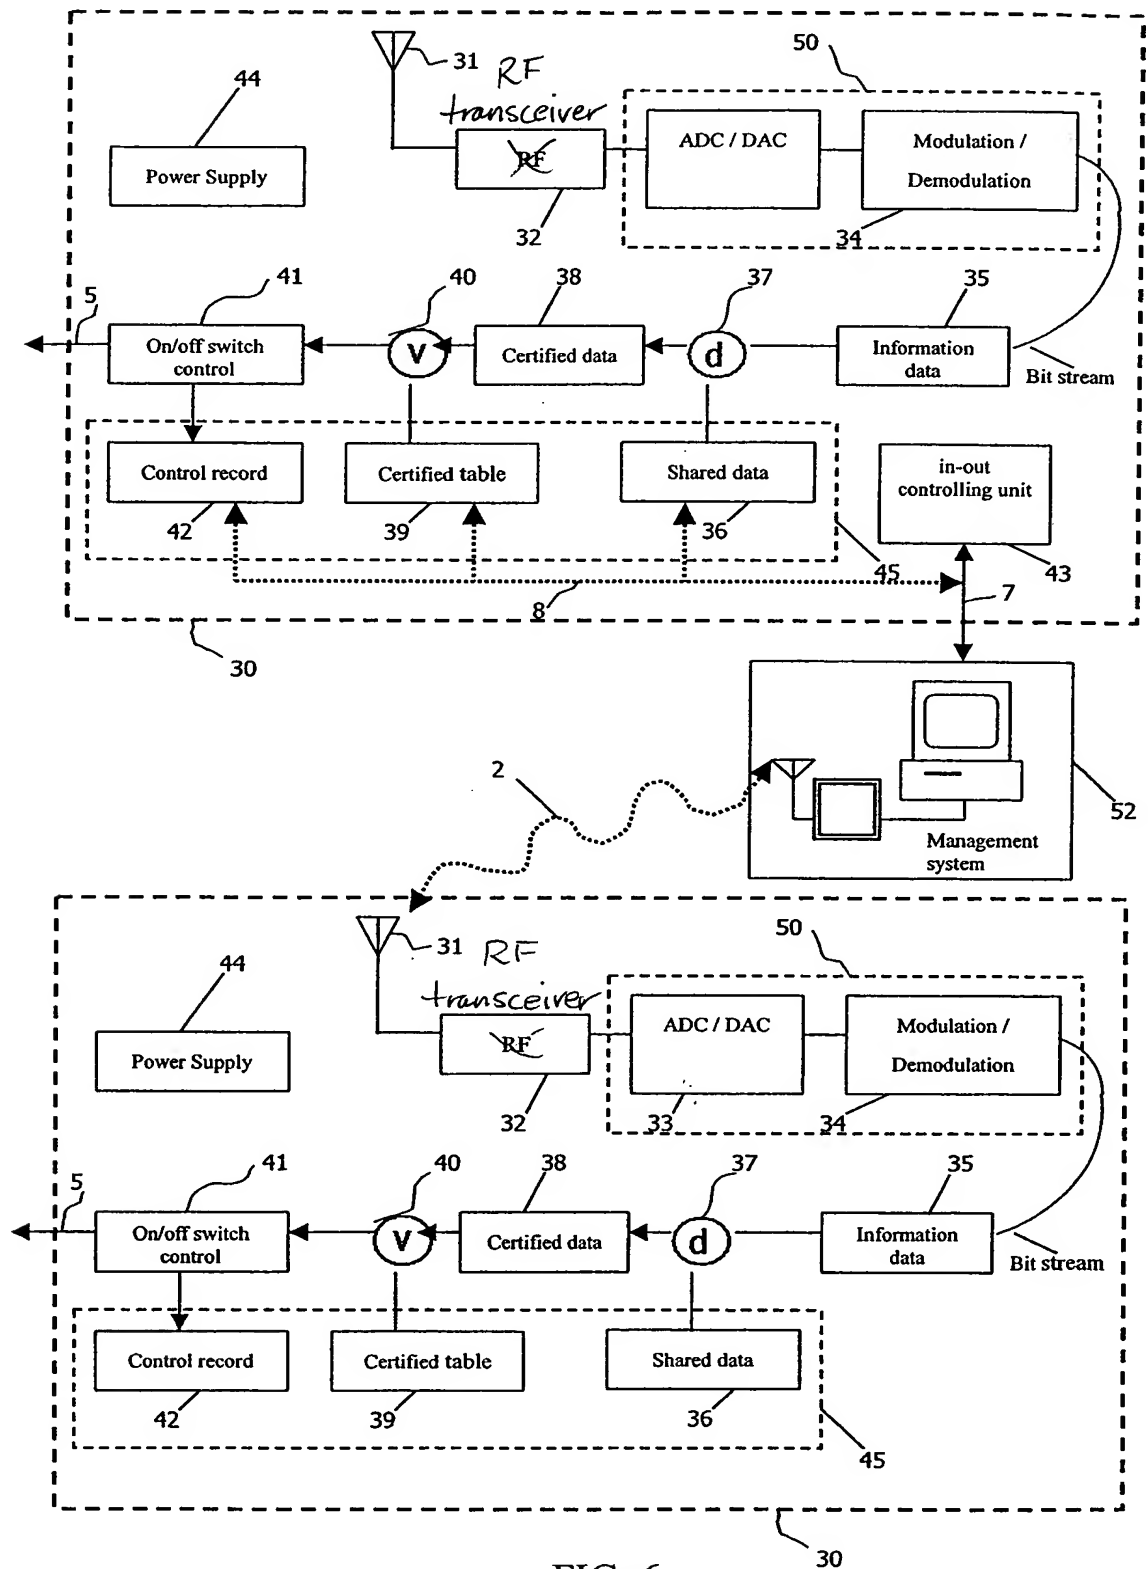 50
31
RF
transceiver
44
ADC / DAC
Modulation /
Demodulation
RF
Power Supply
32
34
41
40
38
37
35
5
On/off switch
control
V
Certified data
d
Information
data
Bit stream
Control record
Certified table
Shared data
in-out
controlling unit
42
39
36
45
43
8
7
30
2
52
Management
system
50
31
RF
transceiver
44
ADC / DAC
Modulation /
Demodulation
RF
Power Supply
32
33
34
41
40
38
37
35
5
On/off switch
control
V
Certified data
d
Information
data
Bit stream
Control record
Certified table
Shared data
42
39
36
45
30
FIG. 6